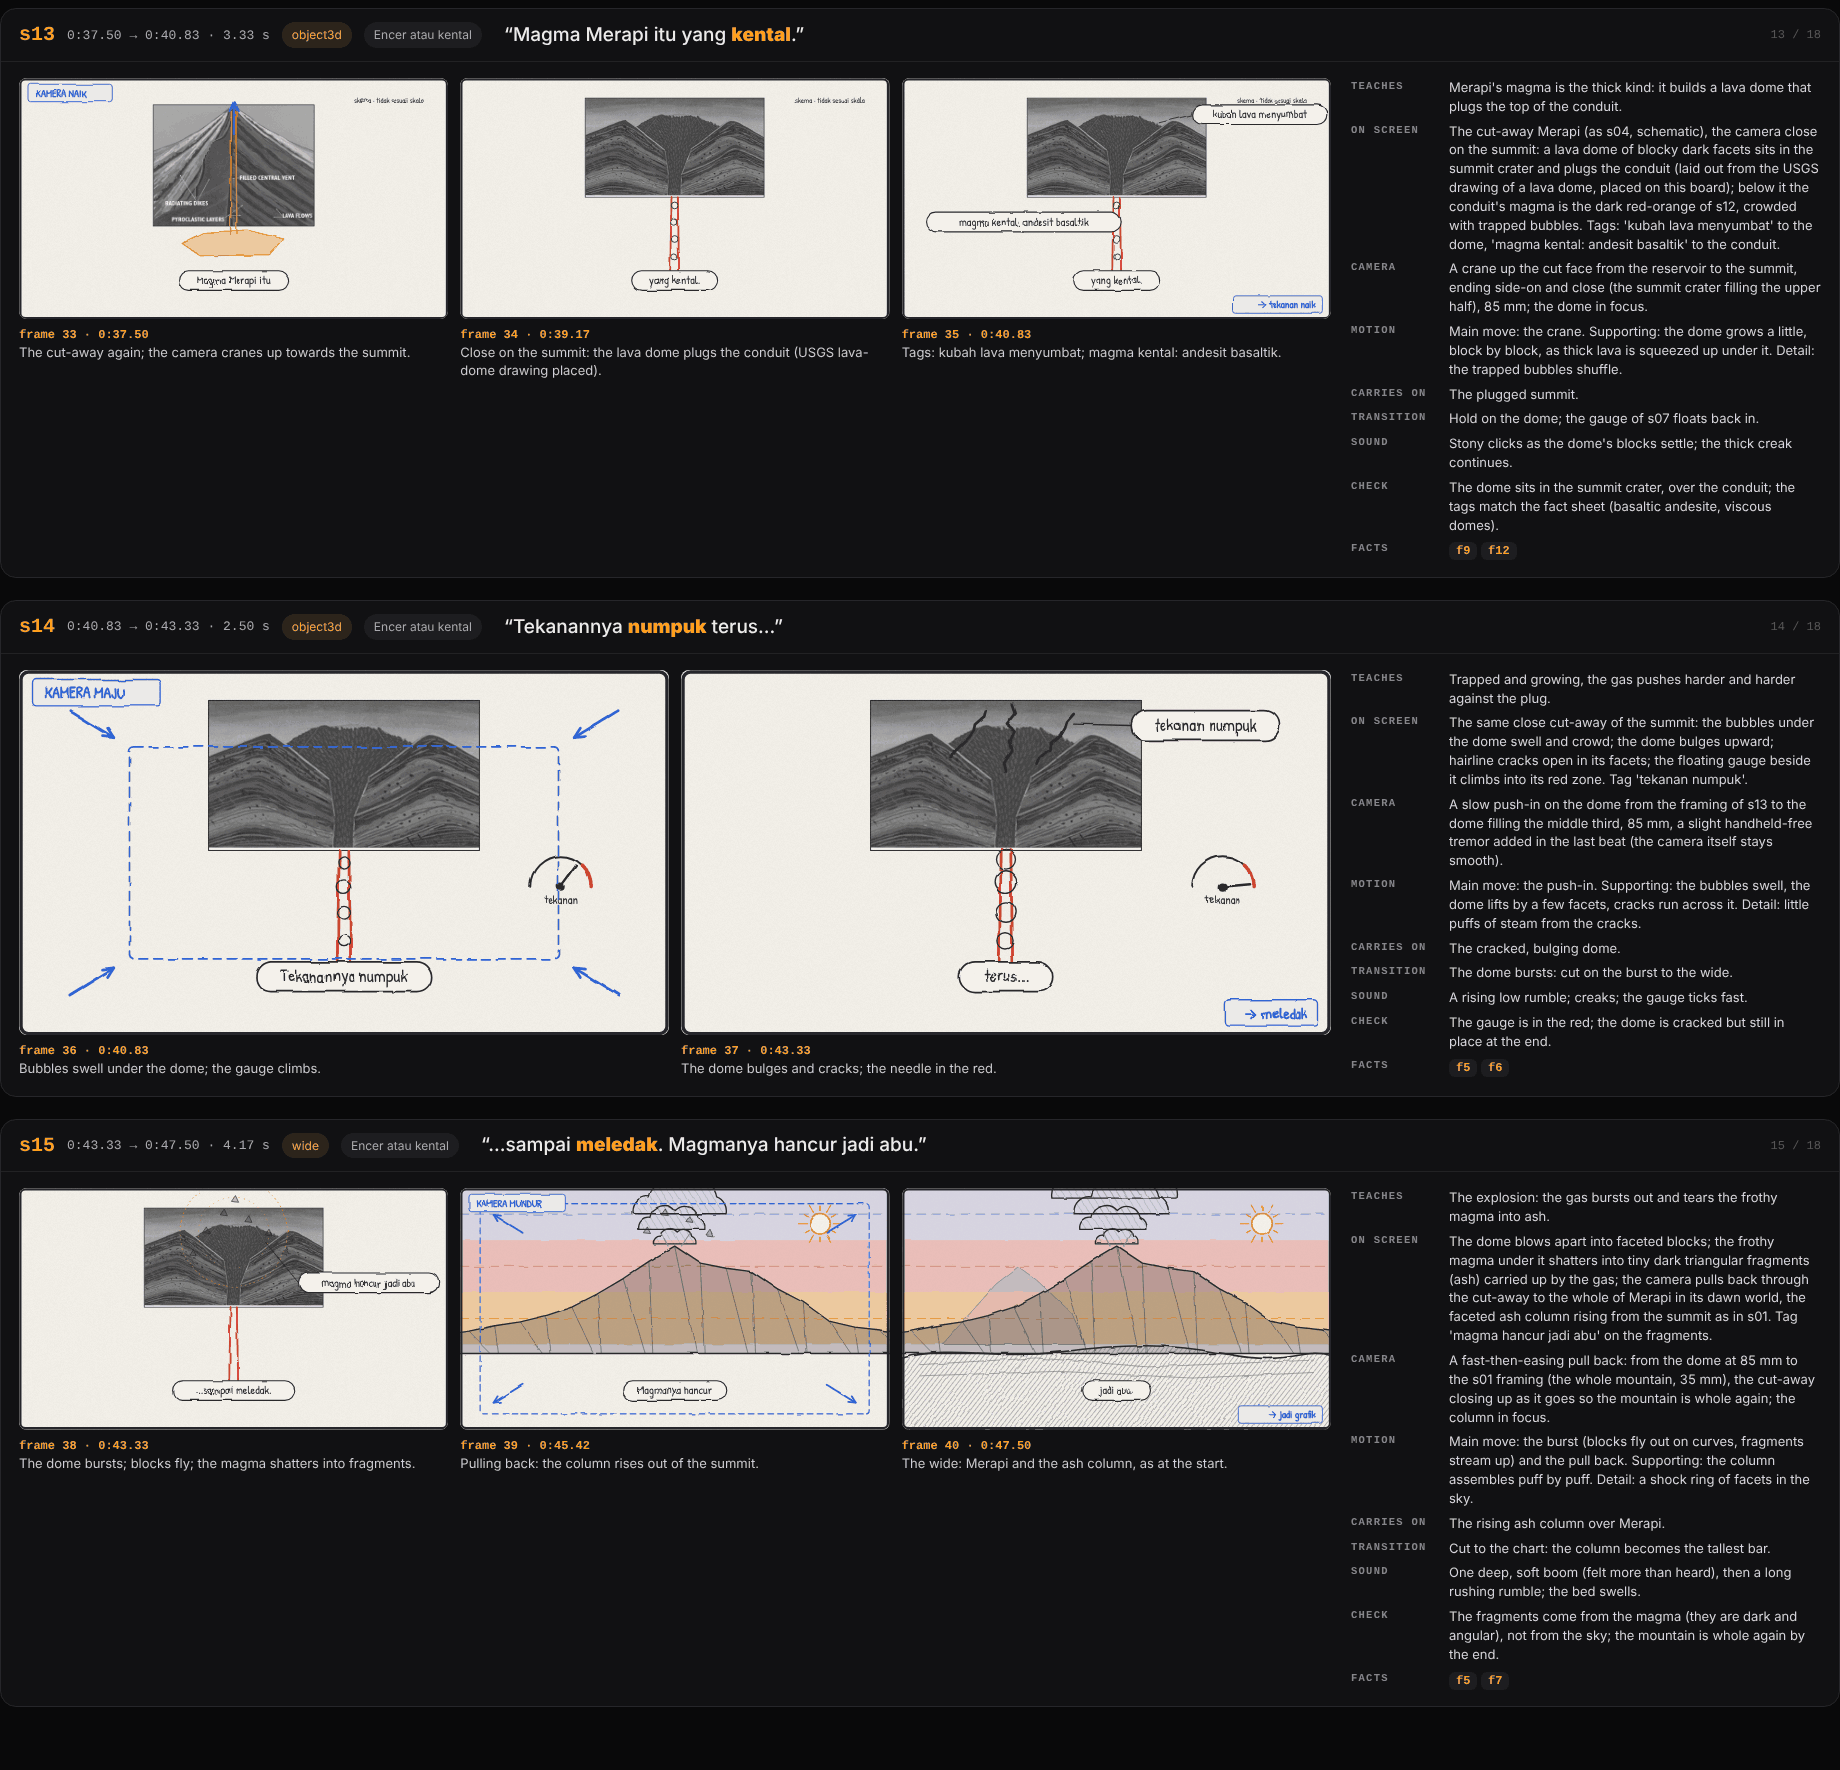 s13 0:37.50 → 0:40.83 · 3.33 s object3d Encer atau kental “Magma Merapi itu yang kental.” 13 / 18
KAMERA NAIK
skema - tidak sesuai skala
FILLED CENTRAL VENT
RADIATING DIKES
PYROCLASTIC LAYERS
LAVA FLOWS
Magma Merapi itu
frame 33 · 0:37.50
The cut-away again; the camera cranes up towards the summit.
skema - tidak sesuai skala
yang kental.
frame 34 · 0:39.17
Close on the summit: the lava dome plugs the conduit (USGS lava-
dome drawing placed).
skema - tidak sesuai skala
kubah lava menyumbat
magma kental: andesit basaltik
yang kental.
→ tekanan naik
frame 35 · 0:40.83
Tags: kubah lava menyumbat; magma kental: andesit basaltik.
TEACHES
Merapi's magma is the thick kind: it builds a lava dome that
plugs the top of the conduit.
ON SCREEN
The cut-away Merapi (as s04, schematic), the camera close
on the summit: a lava dome of blocky dark facets sits in the
summit crater and plugs the conduit (laid out from the USGS
drawing of a lava dome, placed on this board); below it the
conduit's magma is the dark red-orange of s12, crowded
with trapped bubbles. Tags: 'kubah lava menyumbat' to the
dome, 'magma kental: andesit basaltik' to the conduit.
CAMERA
A crane up the cut face from the reservoir to the summit,
ending side-on and close (the summit crater filling the upper
half), 85 mm; the dome in focus.
MOTION
Main move: the crane. Supporting: the dome grows a little,
block by block, as thick lava is squeezed up under it. Detail:
the trapped bubbles shuffle.
CARRIES ON
The plugged summit.
TRANSITION
Hold on the dome; the gauge of s07 floats back in.
SOUND
Stony clicks as the dome's blocks settle; the thick creak
continues.
CHECK
The dome sits in the summit crater, over the conduit; the
tags match the fact sheet (basaltic andesite, viscous
domes).
FACTS
f9 f12
s14 0:40.83 → 0:43.33 · 2.50 s object3d Encer atau kental “Tekanannya numpuk terus…” 14 / 18
KAMERA MAJU
tekanan
Tekanannya numpuk
frame 36 · 0:40.83
Bubbles swell under the dome; the gauge climbs.
tekanan numpuk
tekanan
terus...
→ meledak
frame 37 · 0:43.33
The dome bulges and cracks; the needle in the red.
TEACHES
Trapped and growing, the gas pushes harder and harder
against the plug.
ON SCREEN
The same close cut-away of the summit: the bubbles under
the dome swell and crowd; the dome bulges upward;
hairline cracks open in its facets; the floating gauge beside
it climbs into its red zone. Tag 'tekanan numpuk'.
CAMERA
A slow push-in on the dome from the framing of s13 to the
dome filling the middle third, 85 mm, a slight handheld-free
tremor added in the last beat (the camera itself stays
smooth).
MOTION
Main move: the push-in. Supporting: the bubbles swell, the
dome lifts by a few facets, cracks run across it. Detail: little
puffs of steam from the cracks.
CARRIES ON
The cracked, bulging dome.
TRANSITION
The dome bursts: cut on the burst to the wide.
SOUND
A rising low rumble; creaks; the gauge ticks fast.
CHECK
The gauge is in the red; the dome is cracked but still in
place at the end.
FACTS
f5 f6
s15 0:43.33 → 0:47.50 · 4.17 s wide Encer atau kental “…sampai meledak. Magmanya hancur jadi abu.” 15 / 18
magma hancur jadi abu
...sampai meledak.
frame 38 · 0:43.33
The dome bursts; blocks fly; the magma shatters into fragments.
KAMERA MUNDUR
Magmanya hancur
frame 39 · 0:45.42
Pulling back: the column rises out of the summit.
jadi abu.
→ jadi grafik
frame 40 · 0:47.50
The wide: Merapi and the ash column, as at the start.
TEACHES
The explosion: the gas bursts out and tears the frothy
magma into ash.
ON SCREEN
The dome blows apart into faceted blocks; the frothy
magma under it shatters into tiny dark triangular fragments
(ash) carried up by the gas; the camera pulls back through
the cut-away to the whole of Merapi in its dawn world, the
faceted ash column rising from the summit as in s01. Tag
'magma hancur jadi abu' on the fragments.
CAMERA
A fast-then-easing pull back: from the dome at 85 mm to
the s01 framing (the whole mountain, 35 mm), the cut-away
closing up as it goes so the mountain is whole again; the
column in focus.
MOTION
Main move: the burst (blocks fly out on curves, fragments
stream up) and the pull back. Supporting: the column
assembles puff by puff. Detail: a shock ring of facets in the
sky.
CARRIES ON
The rising ash column over Merapi.
TRANSITION
Cut to the chart: the column becomes the tallest bar.
SOUND
One deep, soft boom (felt more than heard), then a long
rushing rumble; the bed swells.
CHECK
The fragments come from the magma (they are dark and
angular), not from the sky; the mountain is whole again by
the end.
FACTS
f5 f7